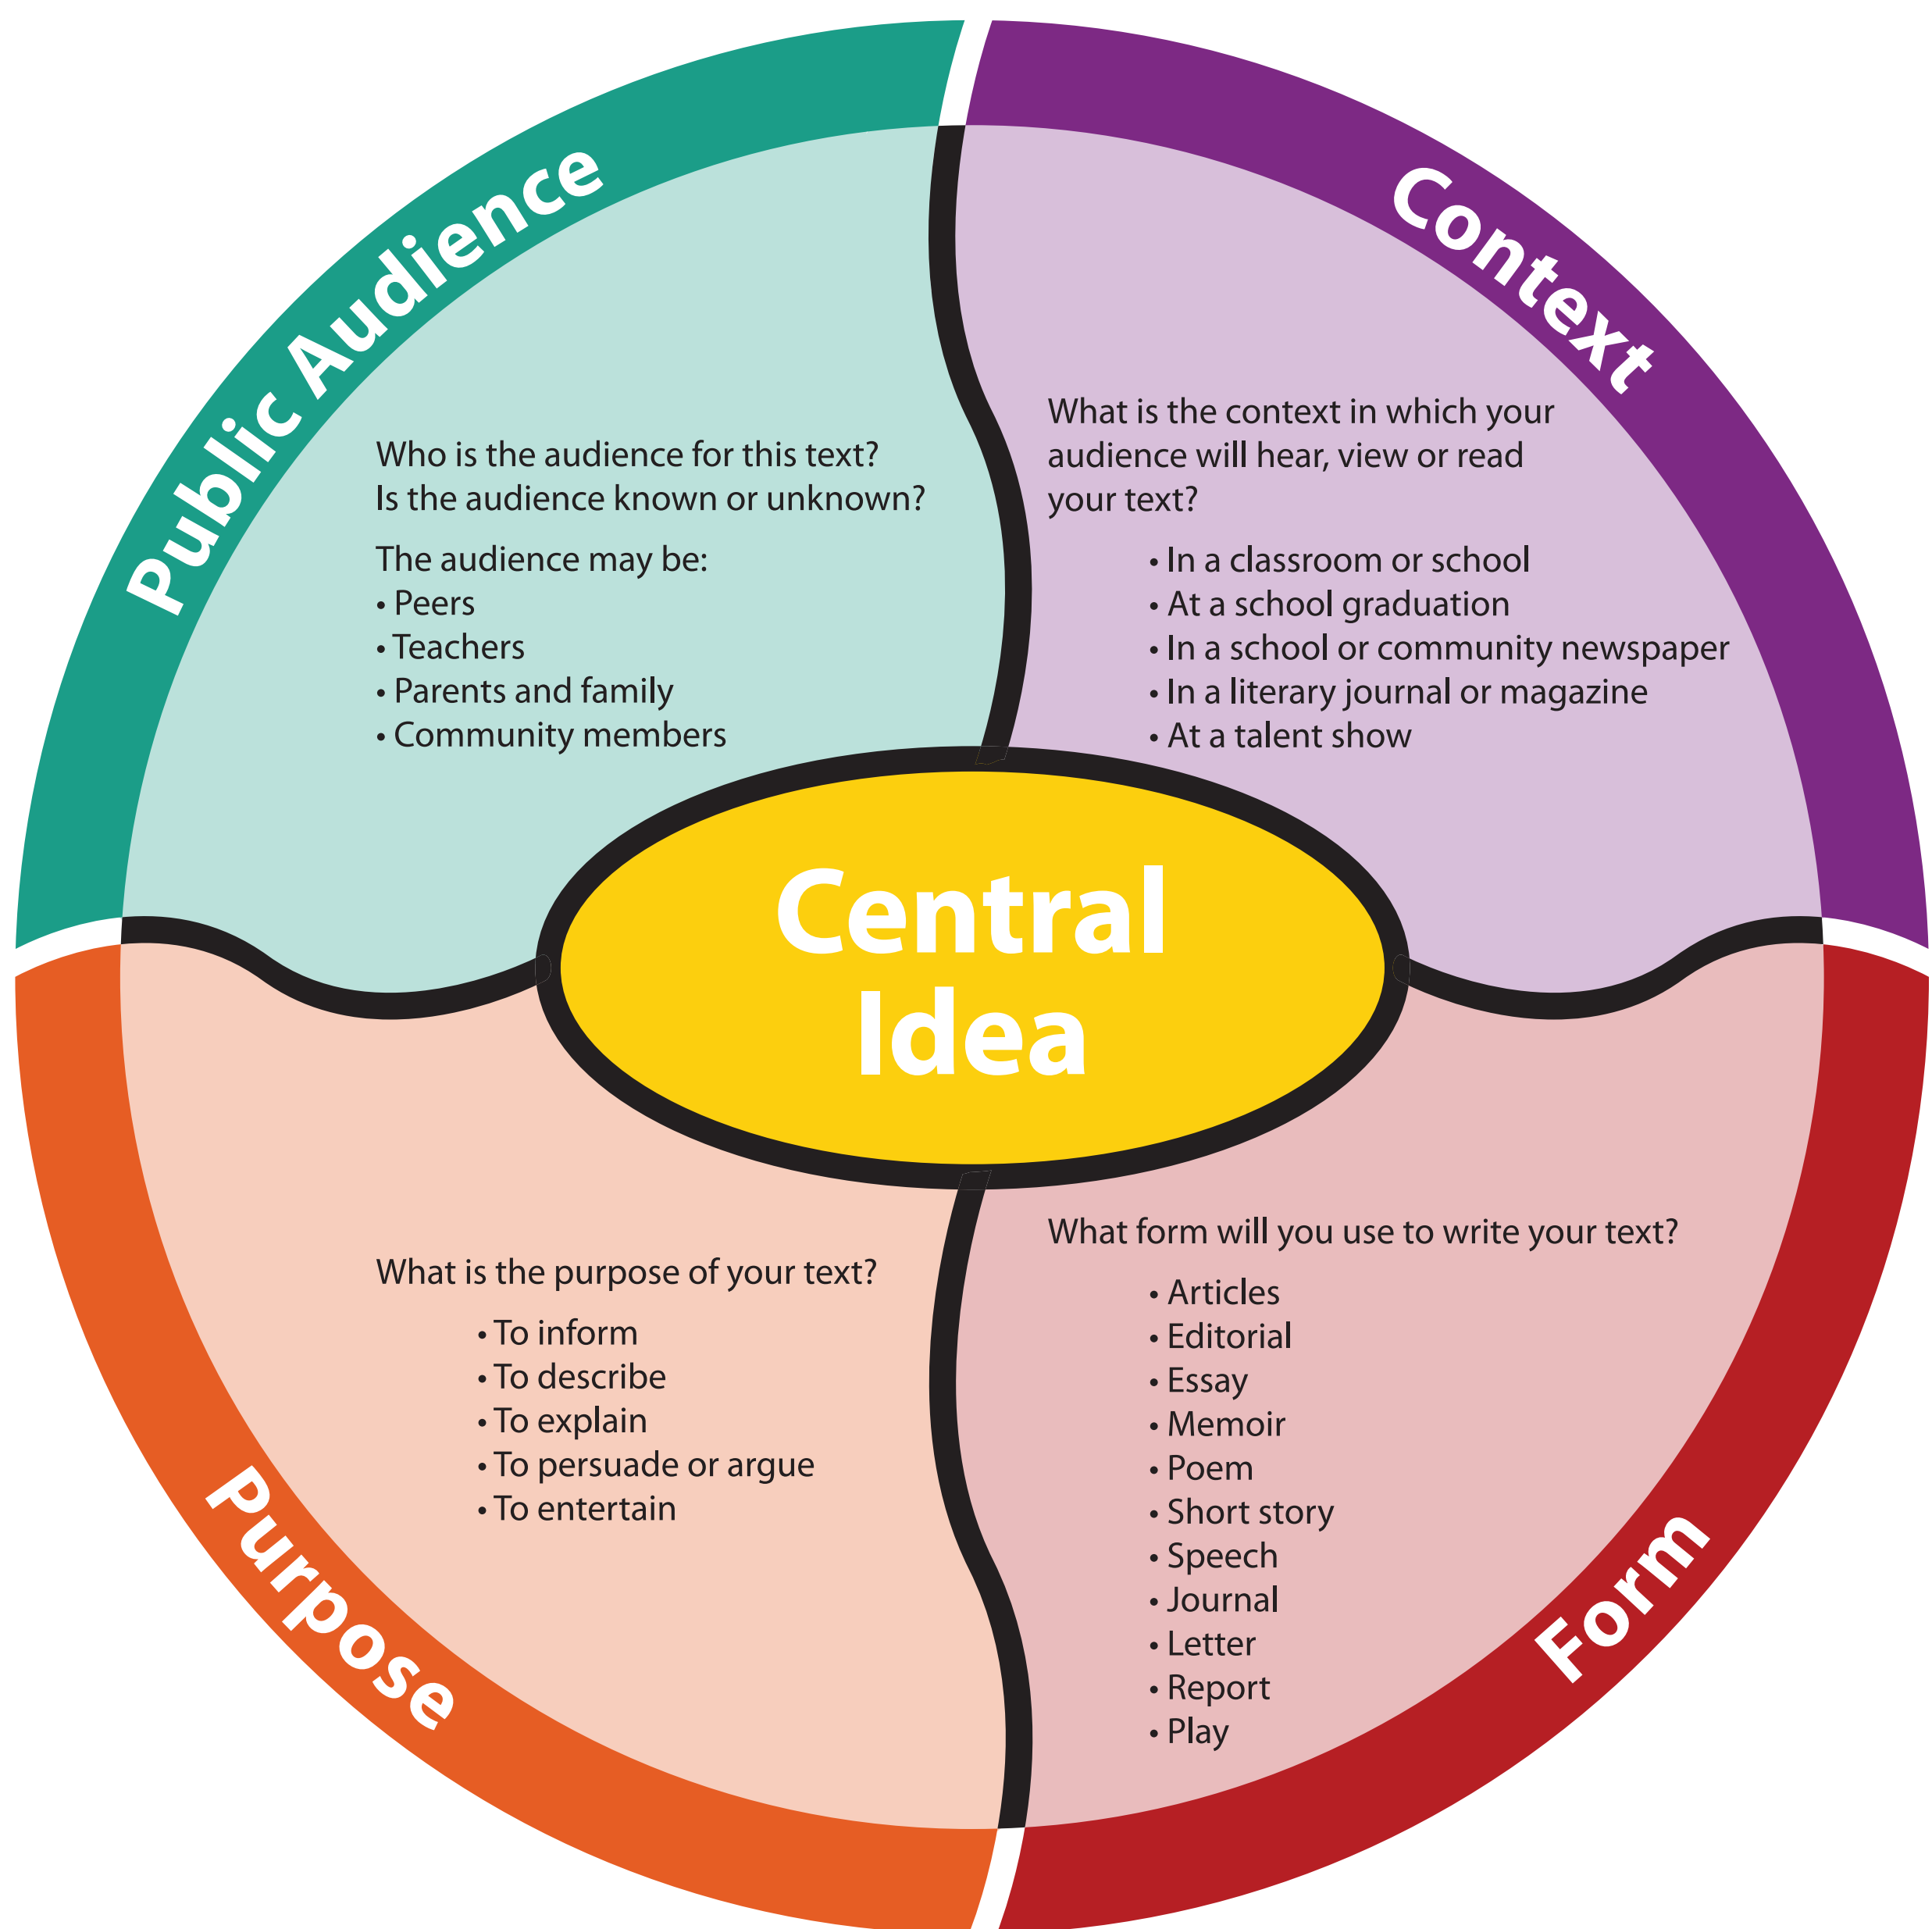 Public Audience
Who is the audience for this text?
Is the audience known or unknown?
The audience may be:
• Peers
• Teachers
• Parents and family
• Community members
Context
What is the context in which your
audience will hear, view or read
your text?
• In a classroom or school
• At a school graduation
• In a school or community newspaper
• In a literary journal or magazine
• At a talent show
Central
Idea
Purpose
What is the purpose of your text?
• To inform
• To describe
• To explain
• To persuade or argue
• To entertain
Form
What form will you use to write your text?
• Articles
• Editorial
• Essay
• Memoir
• Poem
• Short story
• Speech
• Journal
• Letter
• Report
• Play